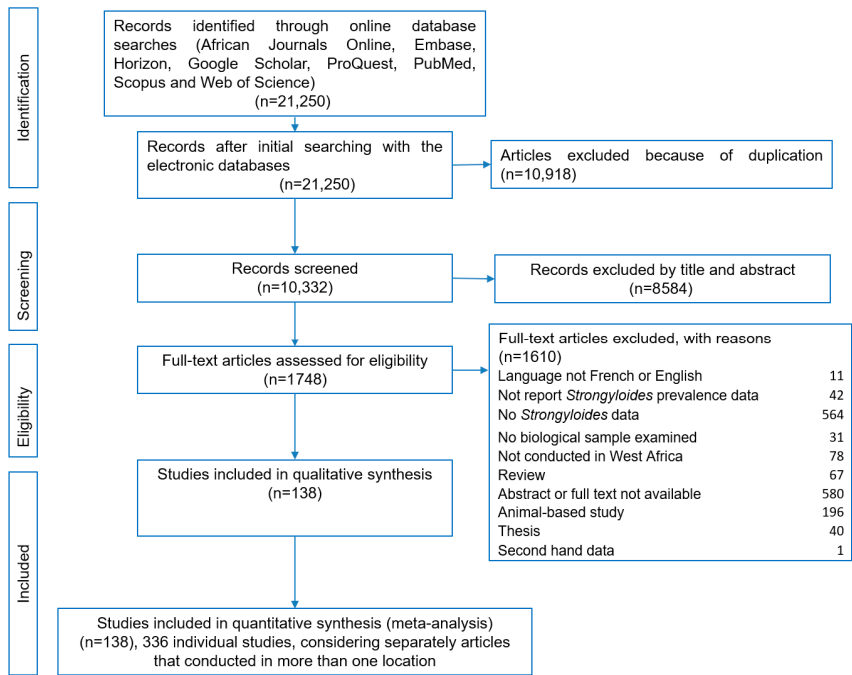 Identification
Records identified through online database
searches (African Journals Online, Embase,
Horizon, Google Scholar, ProQuest, PubMed,
Scopus and Web of Science)
(n=21,250)
Records after initial searching with the
electronic databases
(n=21,250)
Articles excluded because of duplication
(n=10,918)
Screening
Records screened
(n=10,332)
Records excluded by title and abstract
(n=8584)
Eligibility
Full-text articles assessed for eligibility
(n=1748)
Full-text articles excluded, with reasons
(n=1610)
Language not French or English 11
Not report Strongyloides prevalence data 42
No Strongyloides data 564
No biological sample examined 31
Not conducted in West Africa 78
Review 67
Abstract or full text not available 580
Animal-based study 196
Thesis 40
Second hand data 1
Included
Studies included in qualitative synthesis
(n=138)
Studies included in quantitative synthesis (meta-analysis)
(n=138), 336 individual studies, considering separately articles
that conducted in more than one location